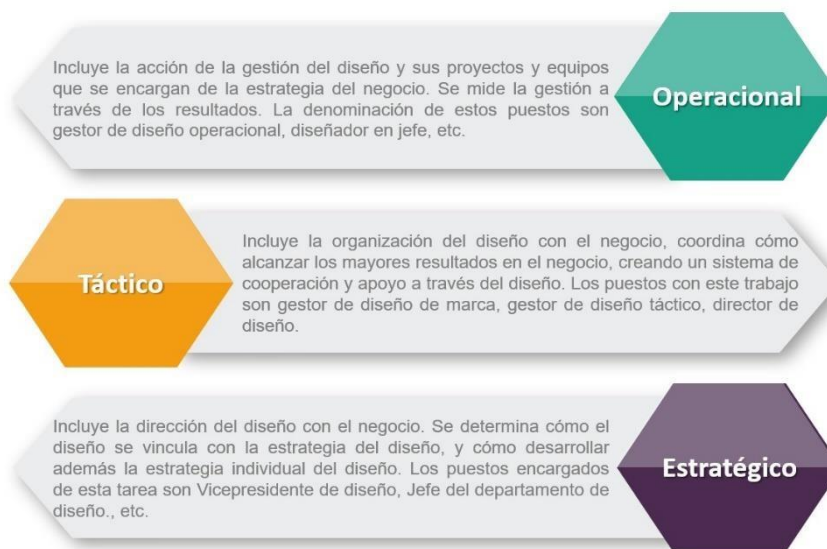 Incluye la acción de la gestión del diseño y sus proyectos y equipos
que se encargan de la estrategia del negocio. Se mide la gestión a
través de los resultados. La denominación de estos puestos son
gestor de diseño operacional, diseñador en jefe, etc.
Operacional
Táctico
Incluye la organización del diseño con el negocio, coordina cómo
alcanzar los mayores resultados en el negocio, creando un sistema de
cooperación y apoyo a través del diseño. Los puestos con este trabajo
son gestor de diseño de marca, gestor de diseño táctico, director de
diseño.
Incluye la dirección del diseño con el negocio. Se determina cómo el
diseño se vincula con la estrategia del diseño, y cómo desarrollar
además la estrategia individual del diseño. Los puestos encargados
de esta tarea son Vicepresidente de diseño, Jefe del departamento de
diseño., etc.
Estratégico